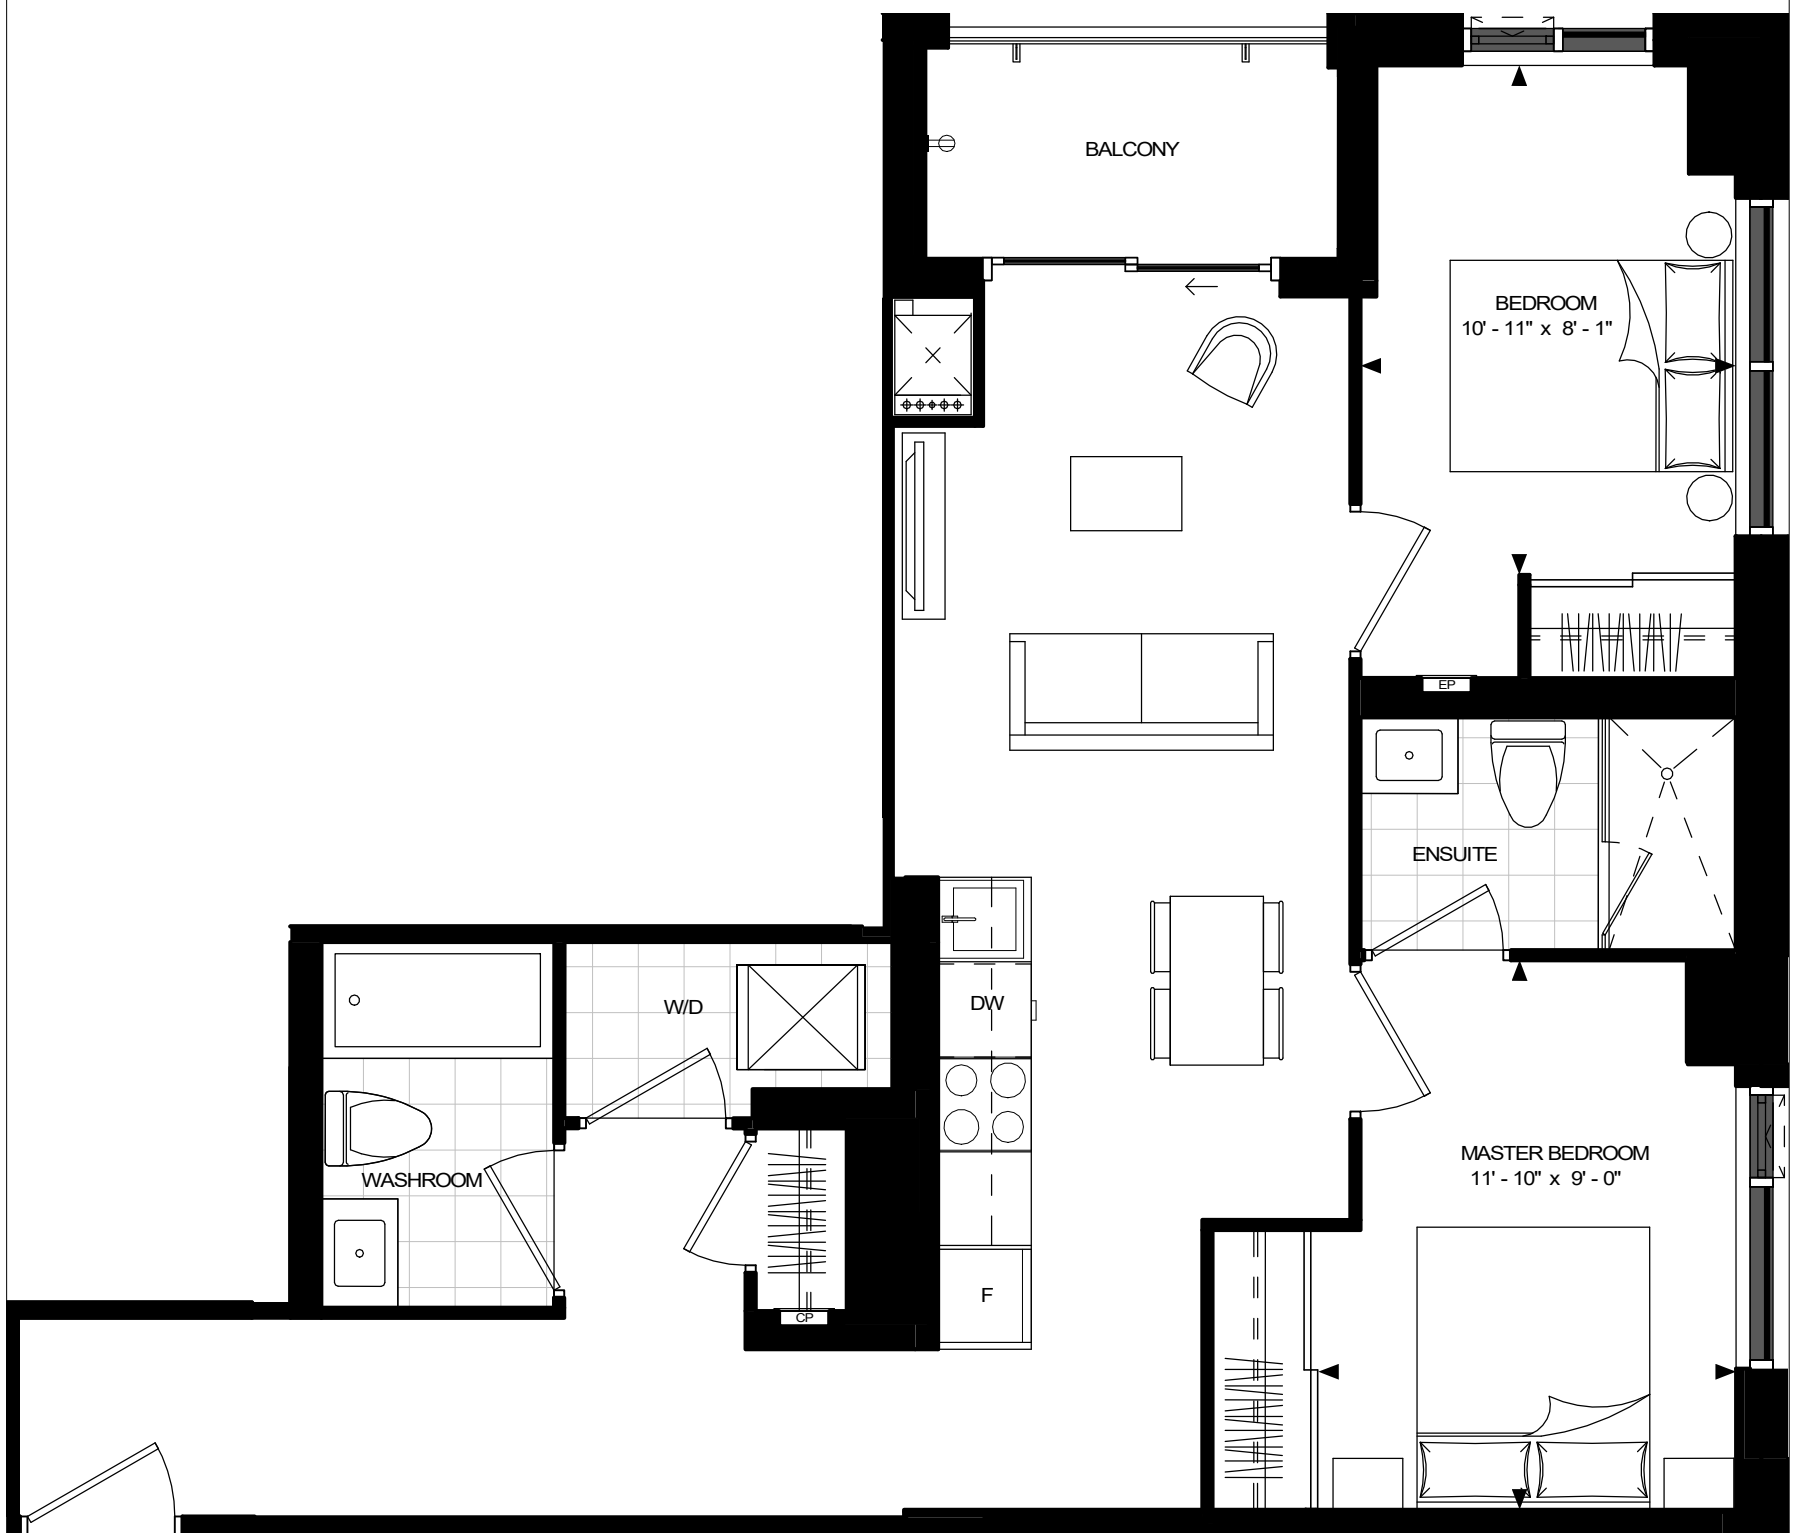 BALCONY
BEDROOM
10' - 11" x 8' - 1"
EP
ENSUITE
W/D
DW
WASHROOM
MASTER BEDROOM
11' - 10" x 9' - 0"
F
CP